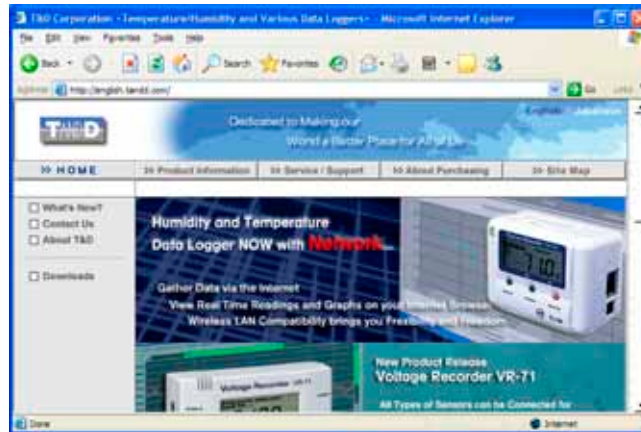 T&D Corporation -Temperature/Humidity and Various Data Loggers- - Microsoft Internet Explorer
File Edit View Favorites Tools Help
Back Search Favorites
Address http://english.tandd.com/ Go Links
English Japanese
T&D
Dedicated to Making our
World a Better Place for All of Us
>> HOME >> Product Information >> Service / Support >> About Purchasing >> Site Map
What's New?
Contact Us
About T&D
Downloads
Humidity and Temperature
Data Logger NOW with Network
Gather Data via the Internet
View Real Time Readings and Graphs on your Internet Browser
Wireless LAN Compatibility brings you Flexibility and Freedom
Voltage Recorder VR-71
New Product Release
Voltage Recorder VR-71
All Types of Sensors can be Connected for
Done Internet